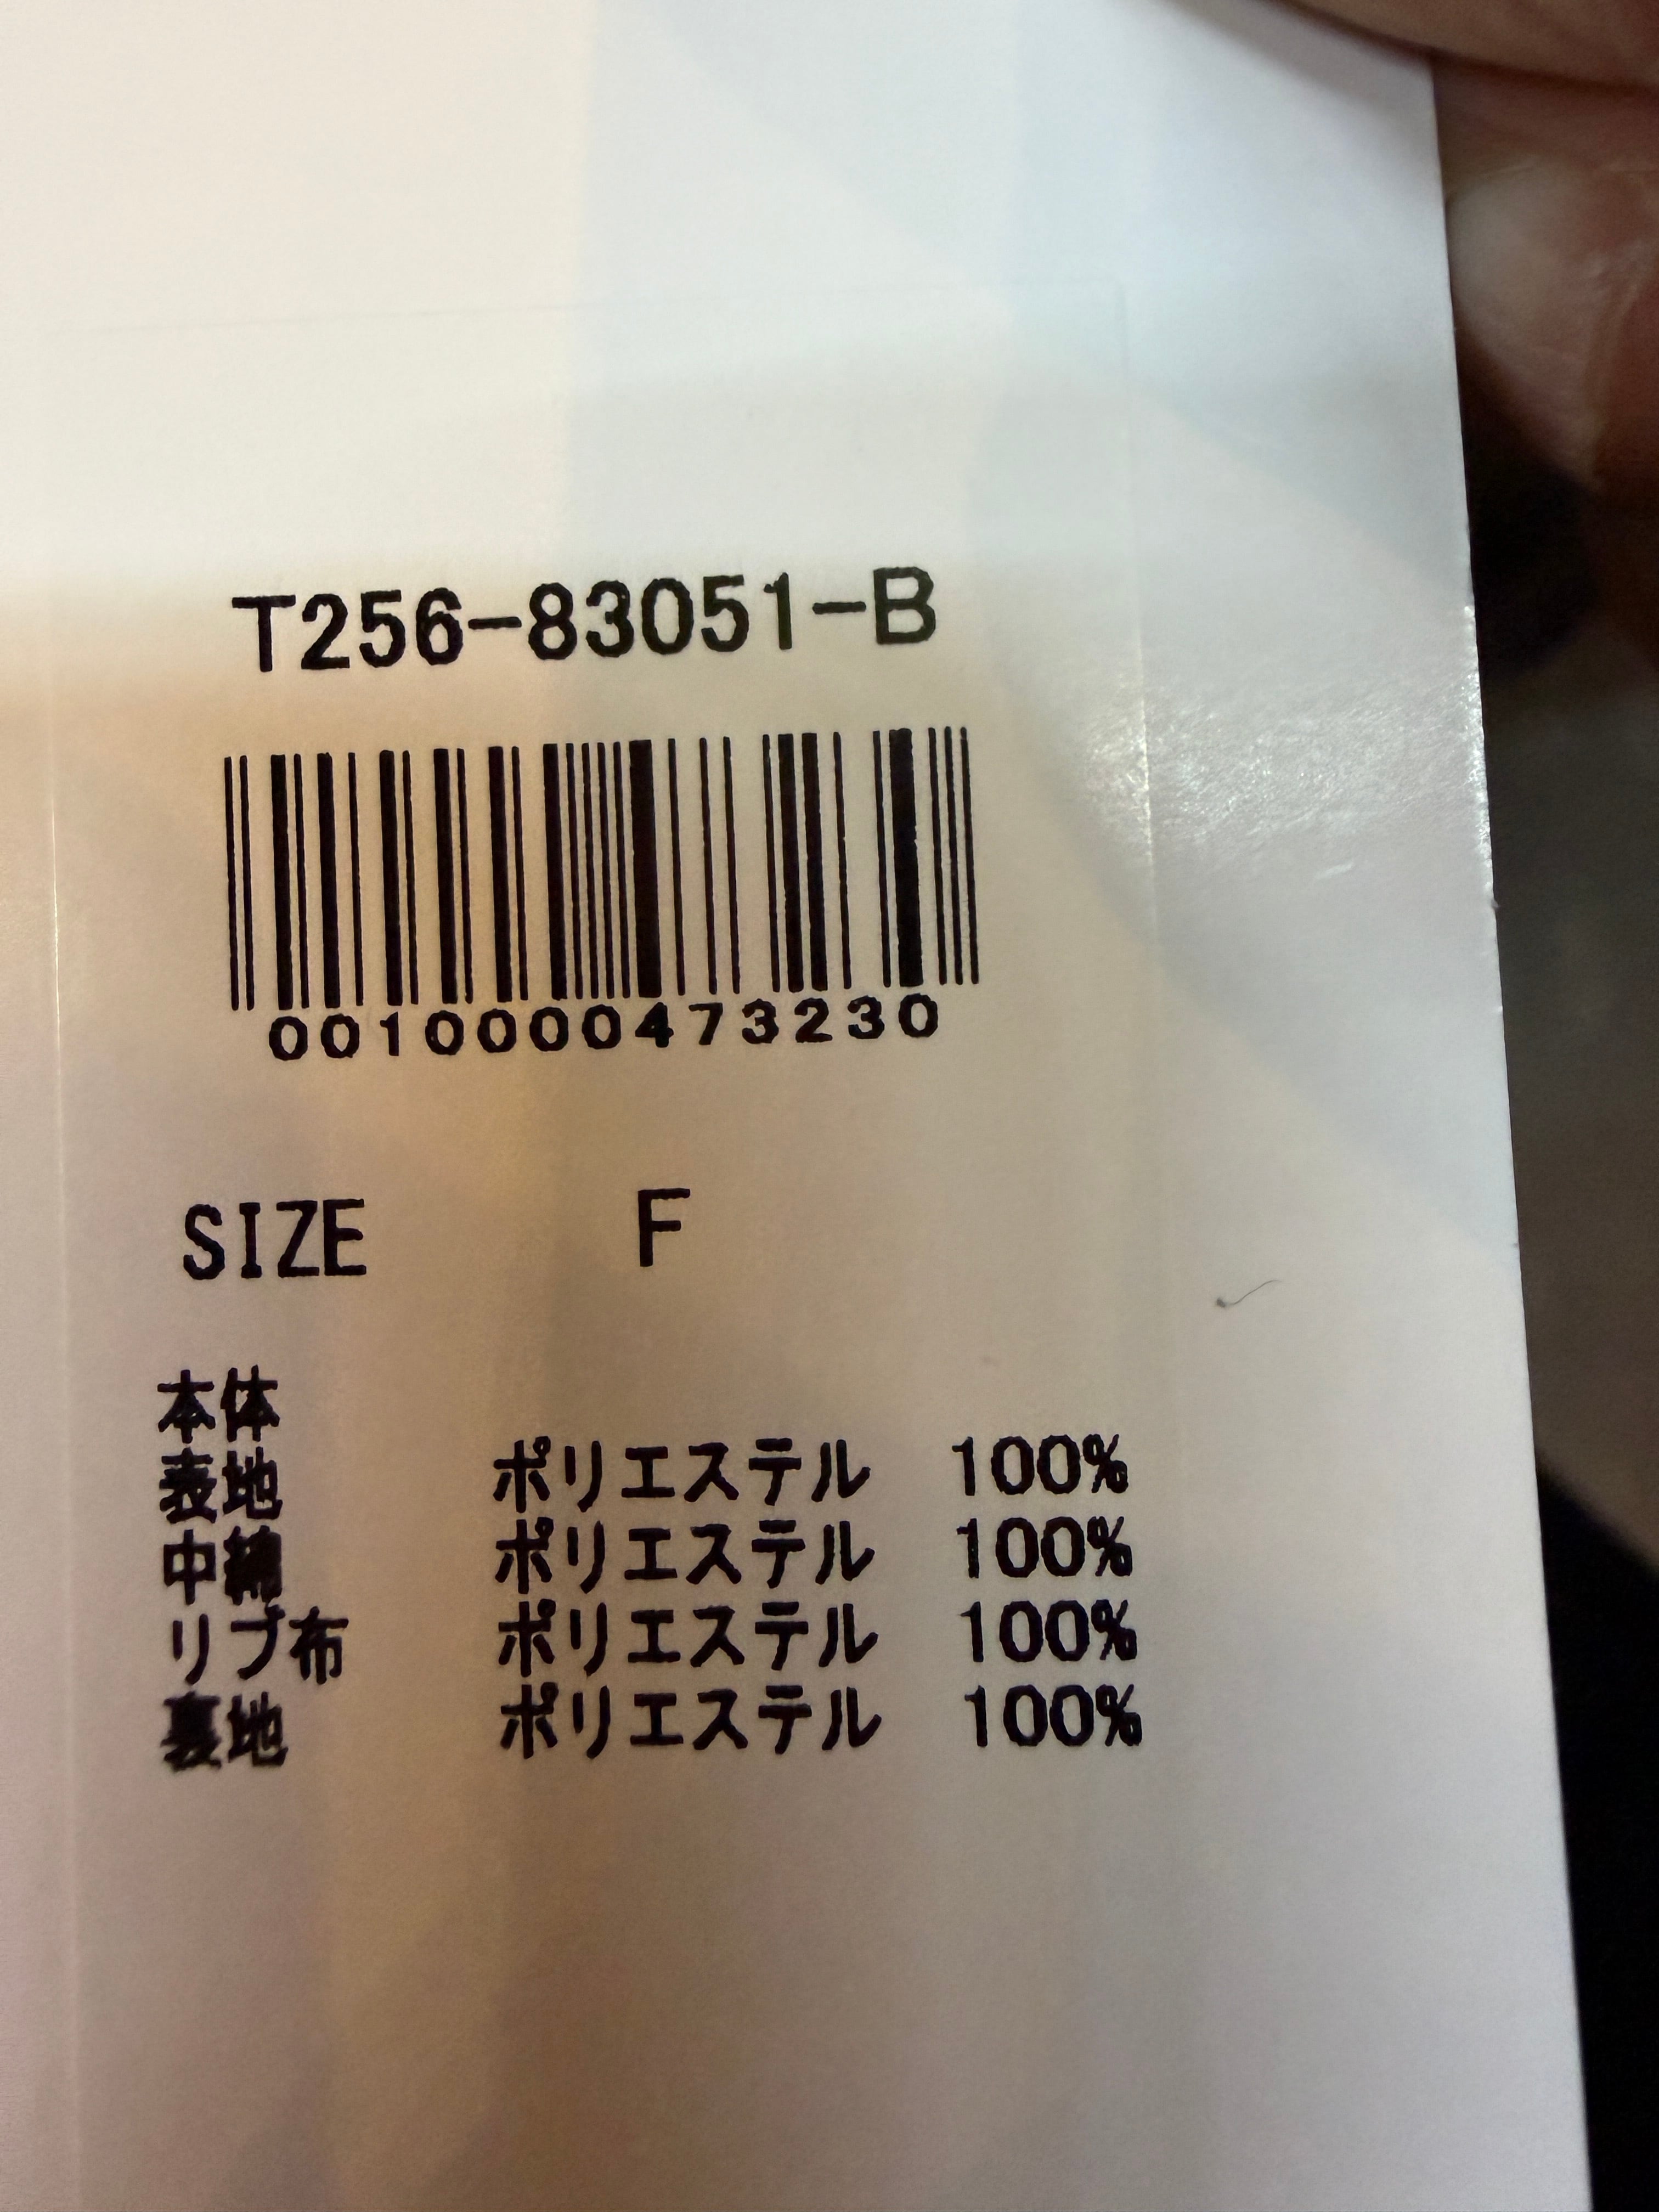 T256-83051-B
0010000473230
SIZE F
本体
表地 ポリエステル 100%
中綿 ポリエステル 100%
リブ布 ポリエステル 100%
裏地 ポリエステル 100%